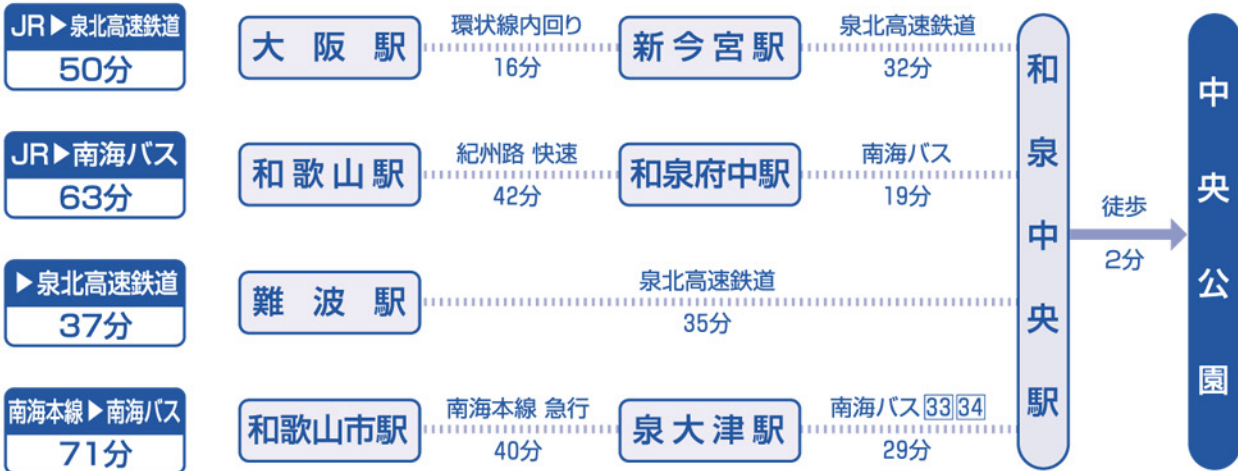 JR▶泉北高速鉄道
50分
大阪駅
環状線内回り
16分
新今宮駅
泉北高速鉄道
32分
JR▶南海バス
63分
和歌山駅
紀州路 快速
42分
和泉府中駅
南海バス
19分
▶泉北高速鉄道
37分
難波駅
泉北高速鉄道
35分
南海本線▶南海バス
71分
和歌山市駅
南海本線 急行
40分
泉大津駅
南海バス33 34
29分
和泉中央駅
徒歩
2分
中央公園